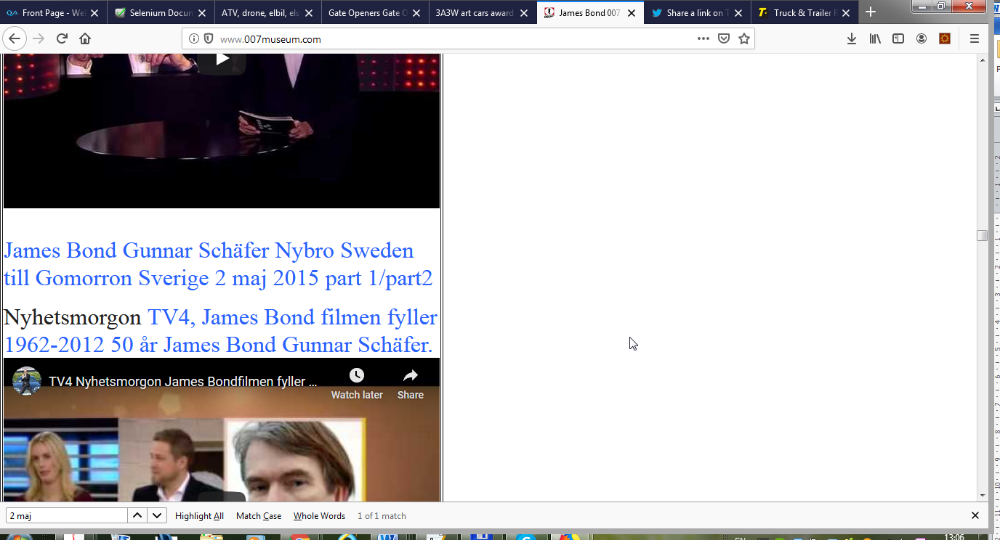 Front Page - Wel
Selenium Docun
ATV, drone, elbil, els
Gate Openers Gate O
3A3W art cars award
James Bond 007
Share a link on T
Truck & Trailer
www.007museum.com
James Bond Gunnar Schäfer Nybro Sweden
till Gomorron Sverige 2 maj 2015 part 1/part2
Nyhetsmorgon TV4, James Bond filmen fyller
1962-2012 50 år James Bond Gunnar Schäfer.
TV4 Nyhetsmorgon James Bondfilmen fyller ...
Watch later
Share
2 maj
Highlight All
Match Case
Whole Words
1 of 1 match
EN
13:06